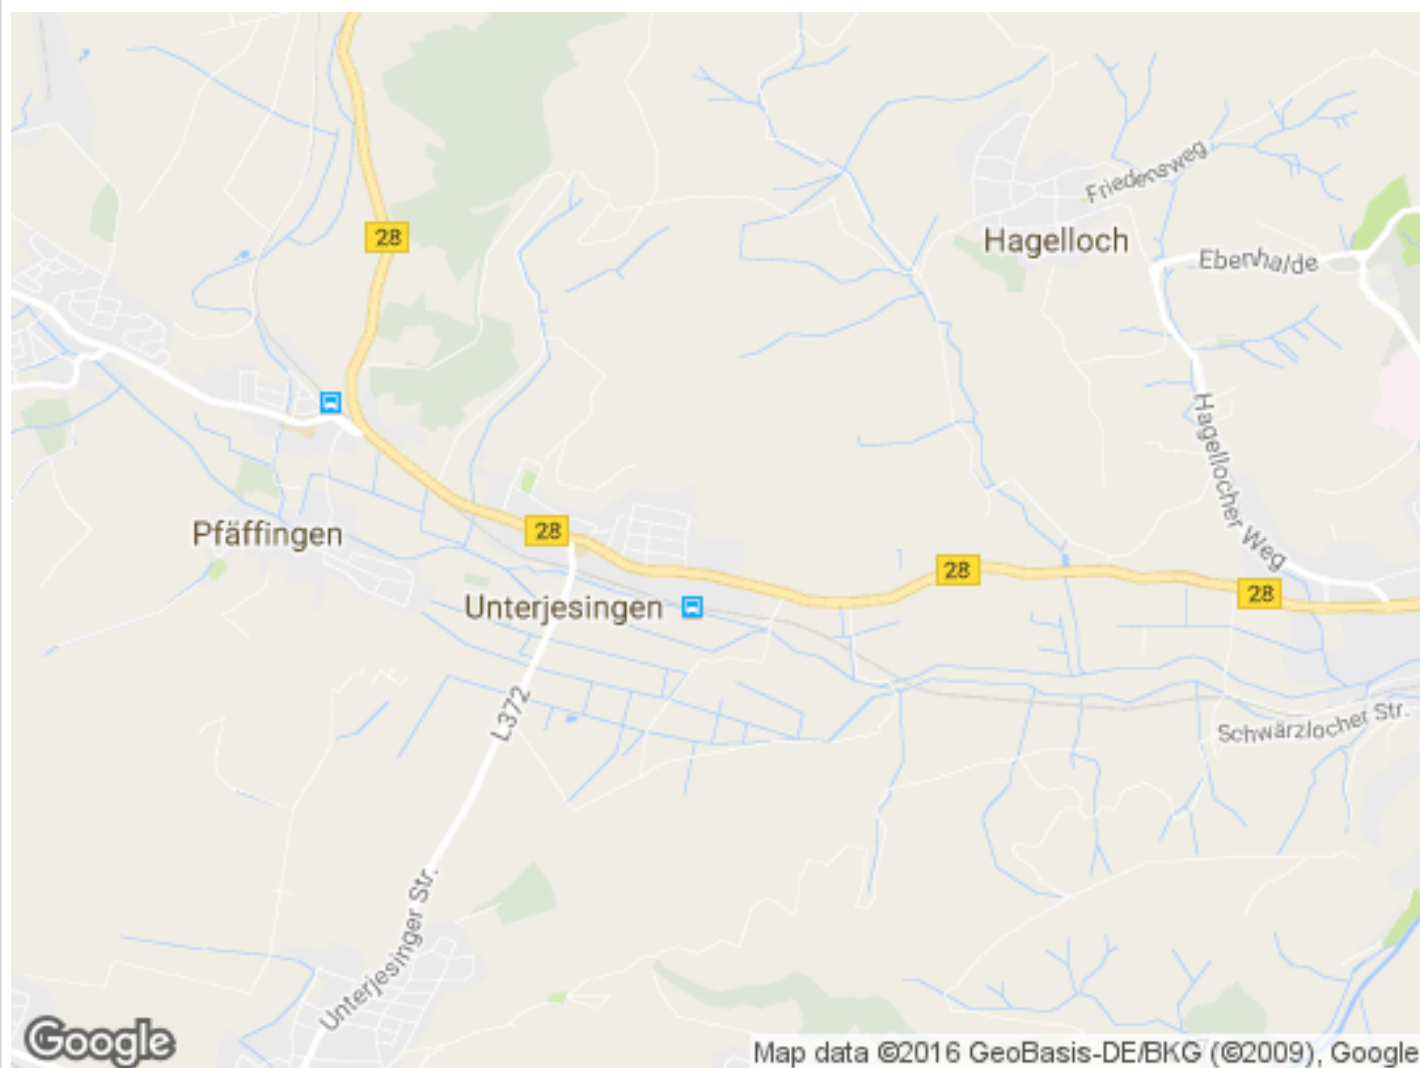 28
Friedensweg
Hagelloch
Ebenhalde
Hagellocher Weg
28
Pfäffingen
28
28
Unterjesingen
L372
Schwärzlocher Str.
Unterjesinger Str.
Google
Map data ©2016 GeoBasis-DE/BKG (©2009), Google